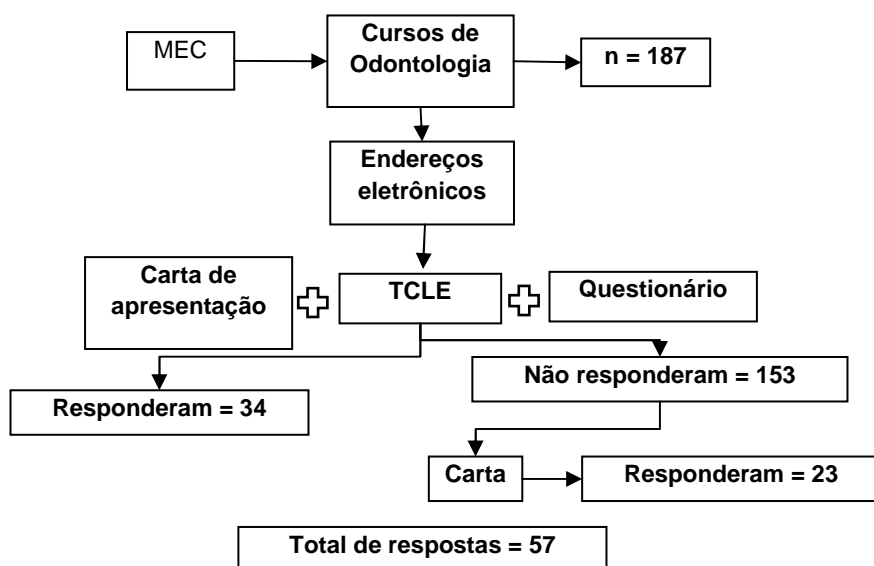 MEC
Cursos de
Odontologia
n = 187
Endereços
eletrônicos
Carta de
apresentação
TCLE
Questionário
Responderam = 34
Não responderam = 153
Carta
Responderam = 23
Total de respostas = 57